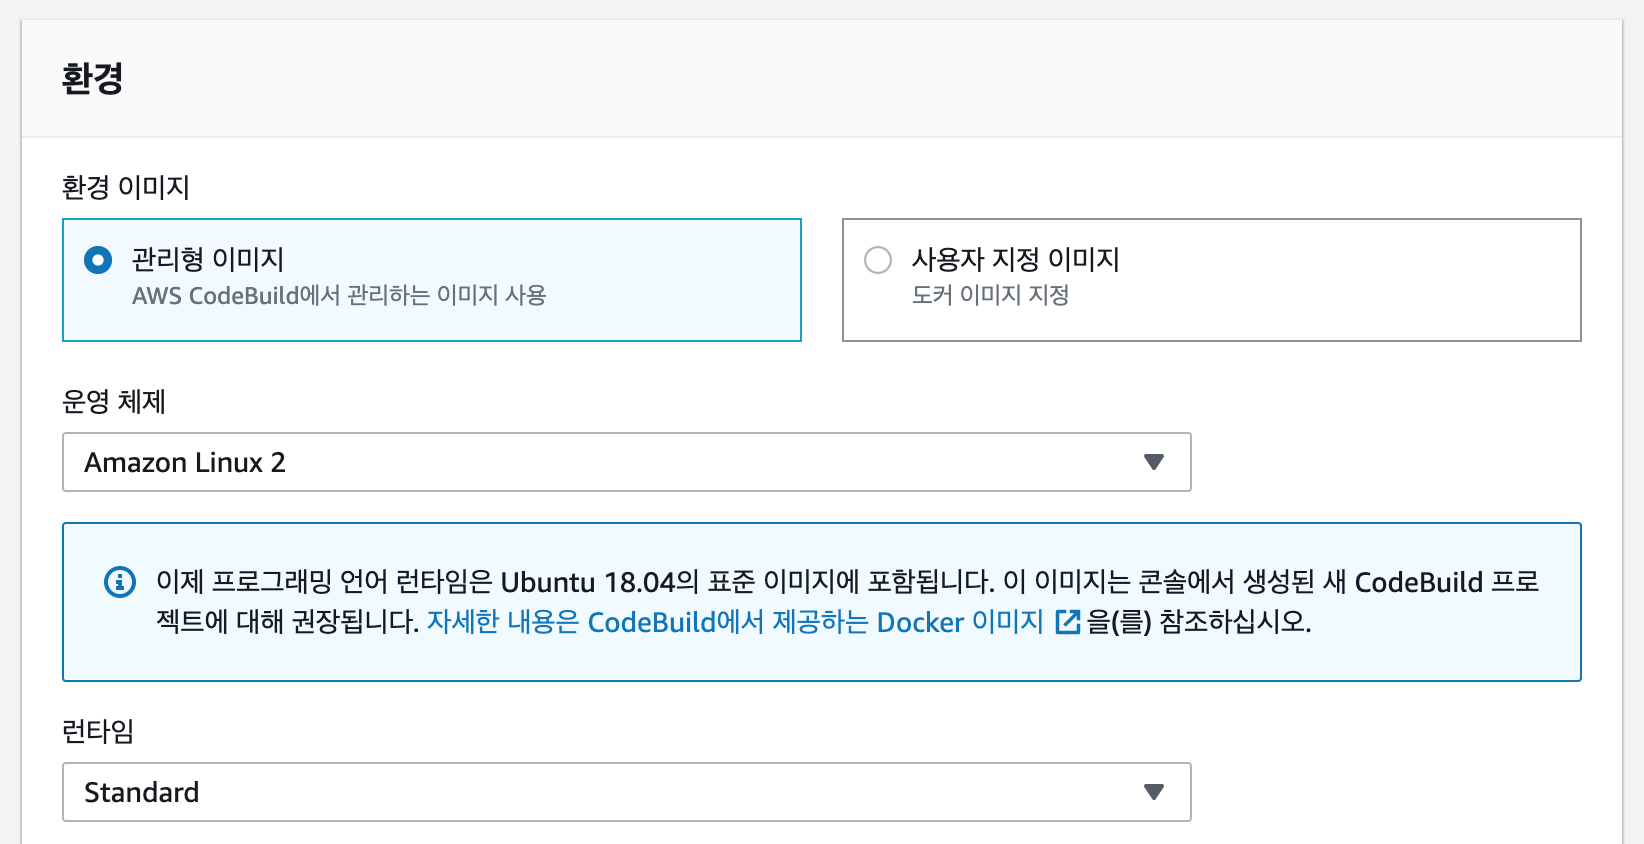 환경
환경 이미지
관리형 이미지
AWS CodeBuild에서 관리하는 이미지 사용
사용자 지정 이미지
도커 이미지 지정
운영 체제
Amazon Linux 2
이제 프로그래밍 언어 런타임은 Ubuntu 18.04의 표준 이미지에 포함됩니다. 이 이미지는 콘솔에서 생성된 새 CodeBuild 프로
젝트에 대해 권장됩니다. 자세한 내용은 CodeBuild에서 제공하는 Docker 이미지 을(를) 참조하십시오.
런타임
Standard